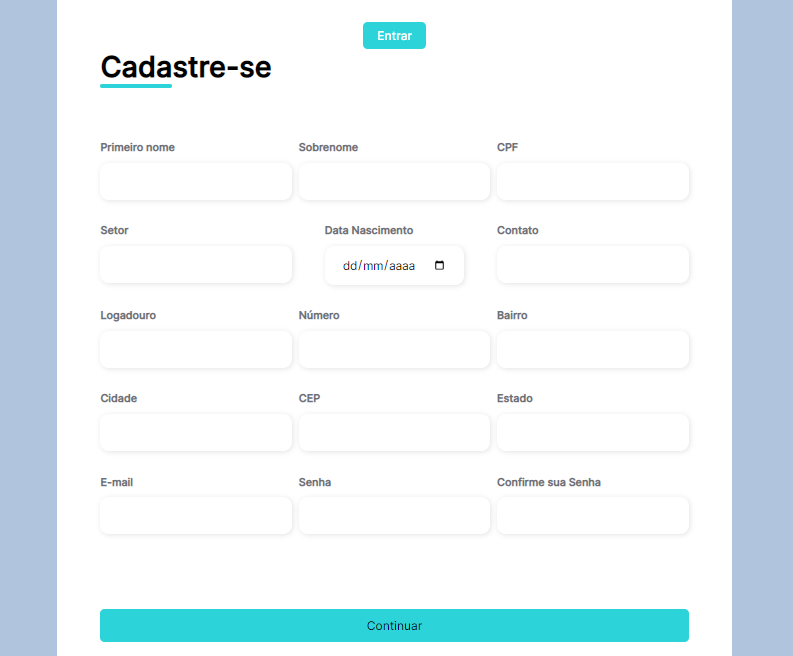 Entrar
Cadastre-se
Primeiro nome Sobrenome CPF
Setor Data Nascimento Contato
dd/mm/aaaa
Logadouro Número Bairro
Cidade CEP Estado
E-mail Senha Confirme sua Senha
Continuar